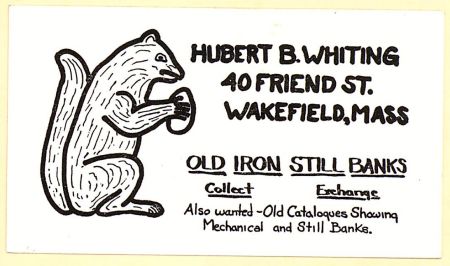 HUBERT B. WHITING
40 FRIEND ST.
WAKEFIELD, MASS
OLD IRON STILL BANKS
Collect Exchange
Also wanted - Old Catalogues Showing
Mechanical and Still Banks.